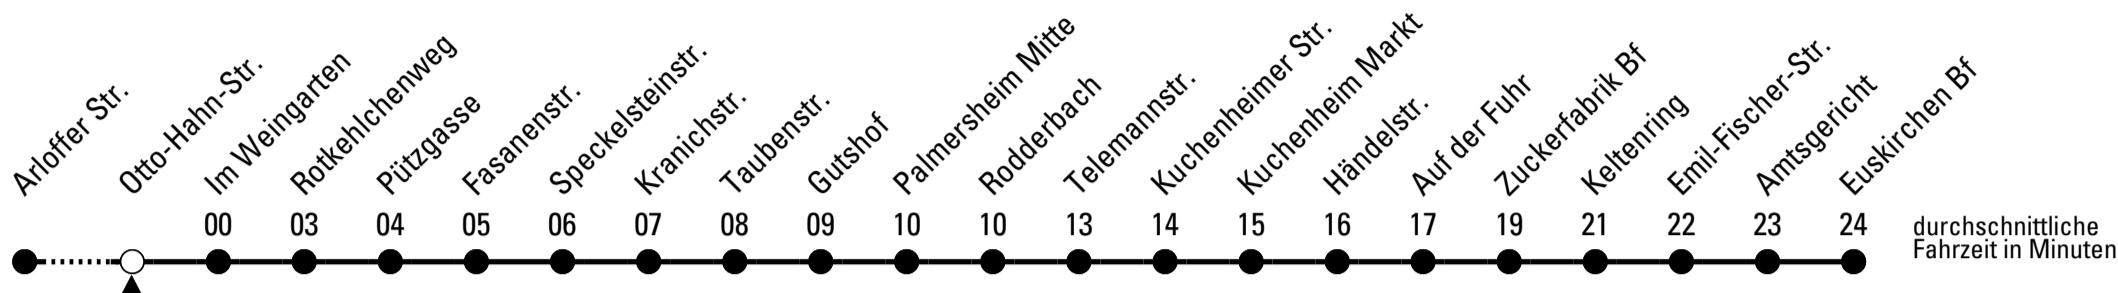 Arloffer Str.
Otto-Hahn-Str.
Im Weingarten
Rotkehlchenweg
Pützgasse
Fasanenstr.
Speckelsteinstr.
Kranichstr.
Taubenstr.
Gutshof
Palmersheim Mitte
Rodderbach
Telemannstr.
Kuchenheimer Str.
Kuchenheim Markt
Händelstr.
Auf der Fuhr
Zuckerfabrik Bf
Keltenring
Emil-Fischer-Str.
Amtsgericht
Euskirchen Bf
00 03 04 05 06 07 08 09 10 10 13 14 15 16 17 19 21 22 23 24
durchschnittliche
Fahrzeit in Minuten